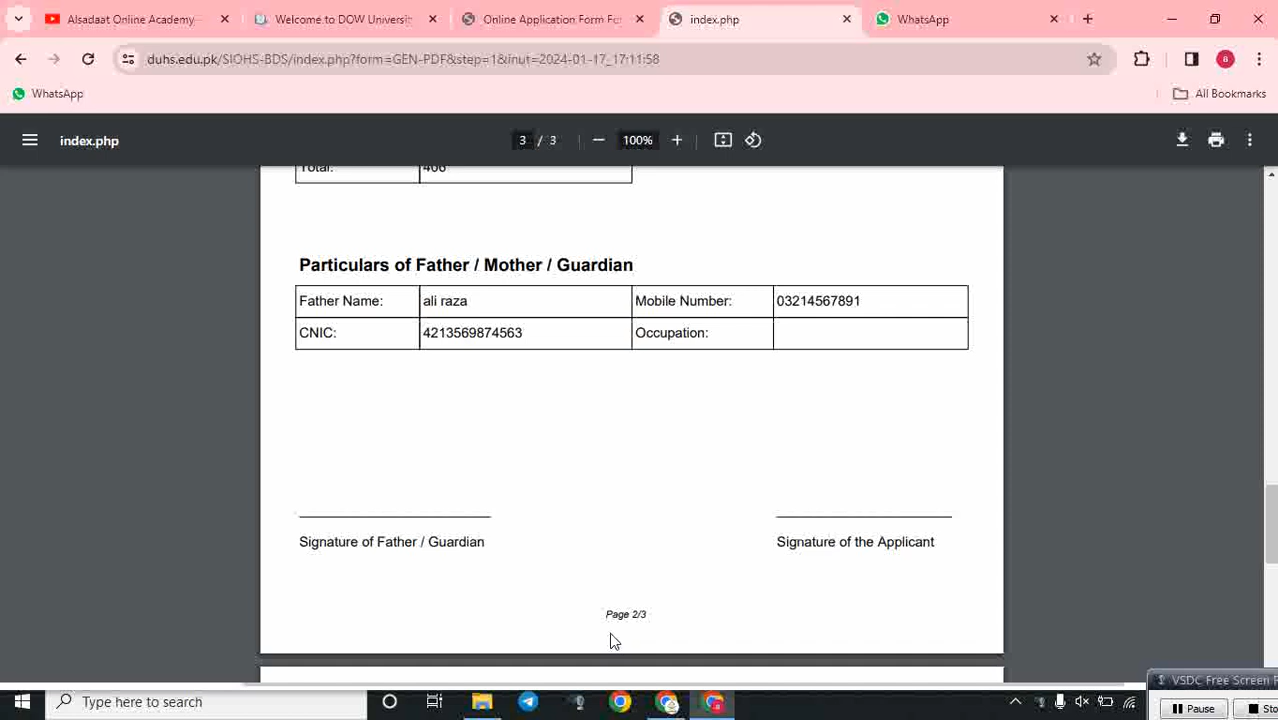 Alsadaat Online Academy
Welcome to DOW Universi
Online Application Form Fo
index.php
WhatsApp
duhs.edu.pk/SIOHS-BDS/index.php?form=GEN-PDF&step=1&inut=2024-01-17_17:11:58
a
WhatsApp
All Bookmarks
index.php
3 / 3
100%
Total: 406
Particulars of Father / Mother / Guardian
Father Name: ali raza Mobile Number: 03214567891
CNIC: 4213569874563 Occupation:
Signature of Father / Guardian
Signature of the Applicant
Page 2/3
Type here to search
VSDC Free Screen
Pause
Sto